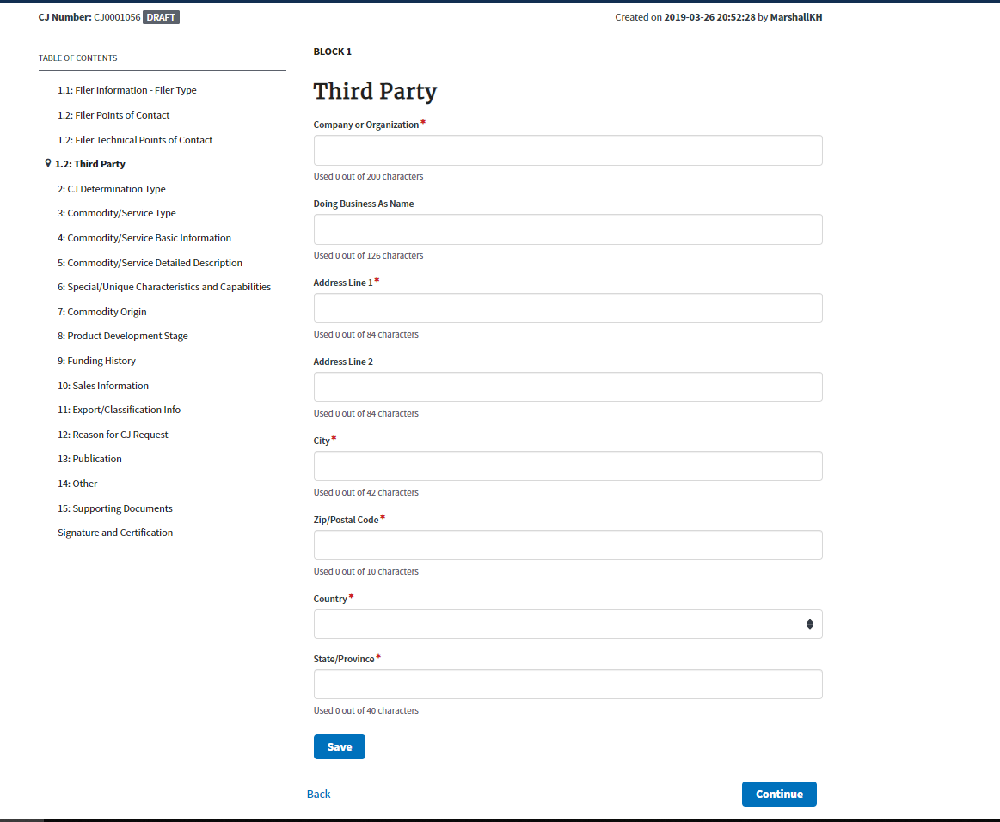 CJ Number: CJ0001056 DRAFT
Created on 2019-03-26 20:52:28 by MarshallKH
TABLE OF CONTENTS
1.1: Filer Information - Filer Type
1.2: Filer Points of Contact
1.2: Filer Technical Points of Contact
1.2: Third Party
2: CJ Determination Type
3: Commodity/Service Type
4: Commodity/Service Basic Information
5: Commodity/Service Detailed Description
6: Special/Unique Characteristics and Capabilities
7: Commodity Origin
8: Product Development Stage
9: Funding History
10: Sales Information
11: Export/Classification Info
12: Reason for CJ Request
13: Publication
14: Other
15: Supporting Documents
Signature and Certification
BLOCK 1
Third Party
Company or Organization*
Used 0 out of 200 characters
Doing Business As Name
Used 0 out of 126 characters
Address Line 1*
Used 0 out of 84 characters
Address Line 2
Used 0 out of 84 characters
City*
Used 0 out of 42 characters
Zip/Postal Code*
Used 0 out of 10 characters
Country*
State/Province*
Used 0 out of 40 characters
Save
Back
Continue